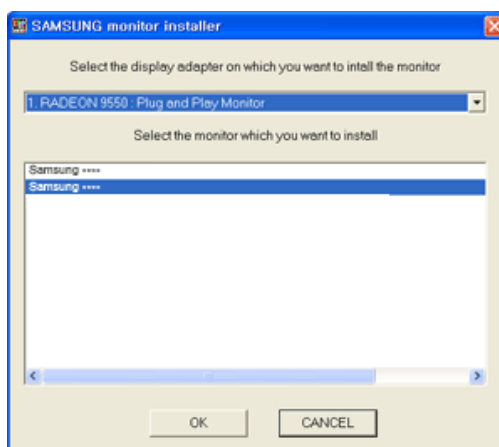 SAMSUNG monitor installer
Select the display adapter on which you want to intall the monitor
1. RADEON 9550 : Plug and Play Monitor
Select the monitor which you want to install
Samsung ****
Samsung ****
OK
CANCEL